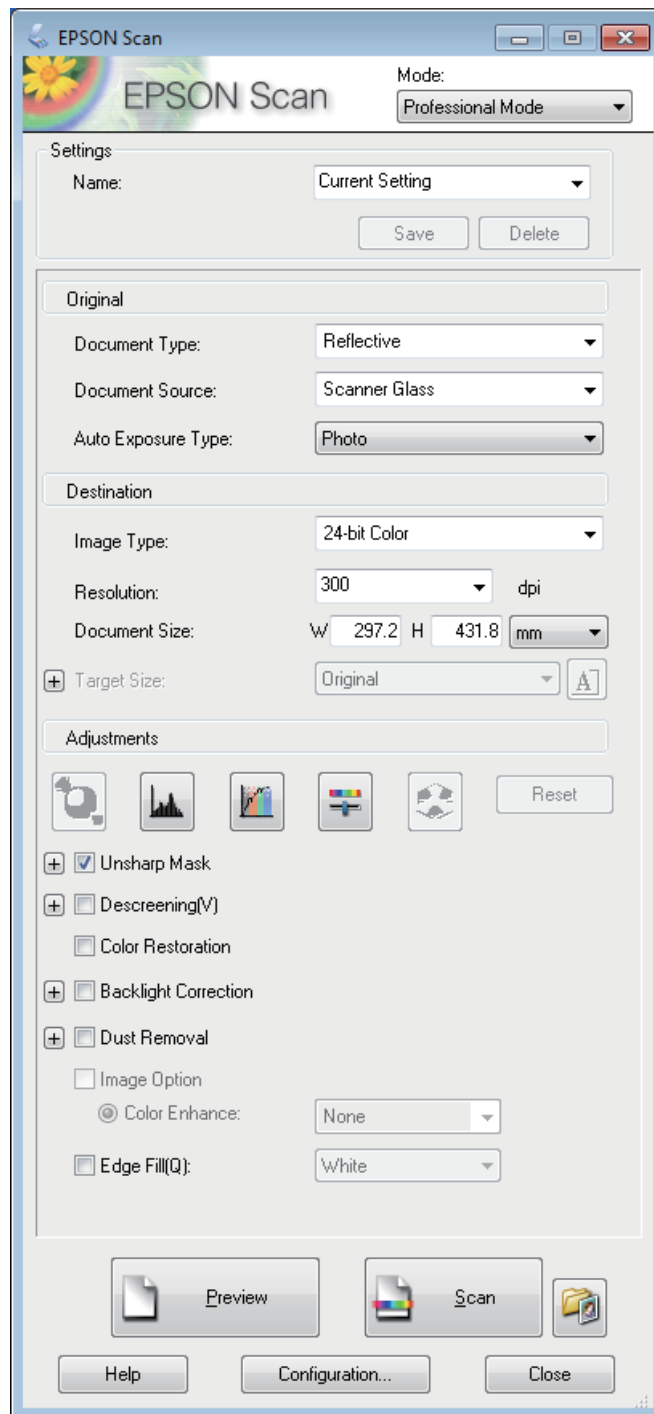 EPSON Scan
EPSON Scan
Mode:
Professional Mode
Settings
Name: Current Setting
Save Delete
Original
Document Type: Reflective
Document Source: Scanner Glass
Auto Exposure Type: Photo
Destination
Image Type: 24-bit Color
Resolution: 300 dpi
Document Size: W 297.2 H 431.8 mm
Target Size: Original A
Adjustments
Reset
Unsharp Mask
Descreening(V)
Color Restoration
Backlight Correction
Dust Removal
Image Option
Color Enhance: None
Edge Fill(Q): White
Preview Scan
Help Configuration... Close